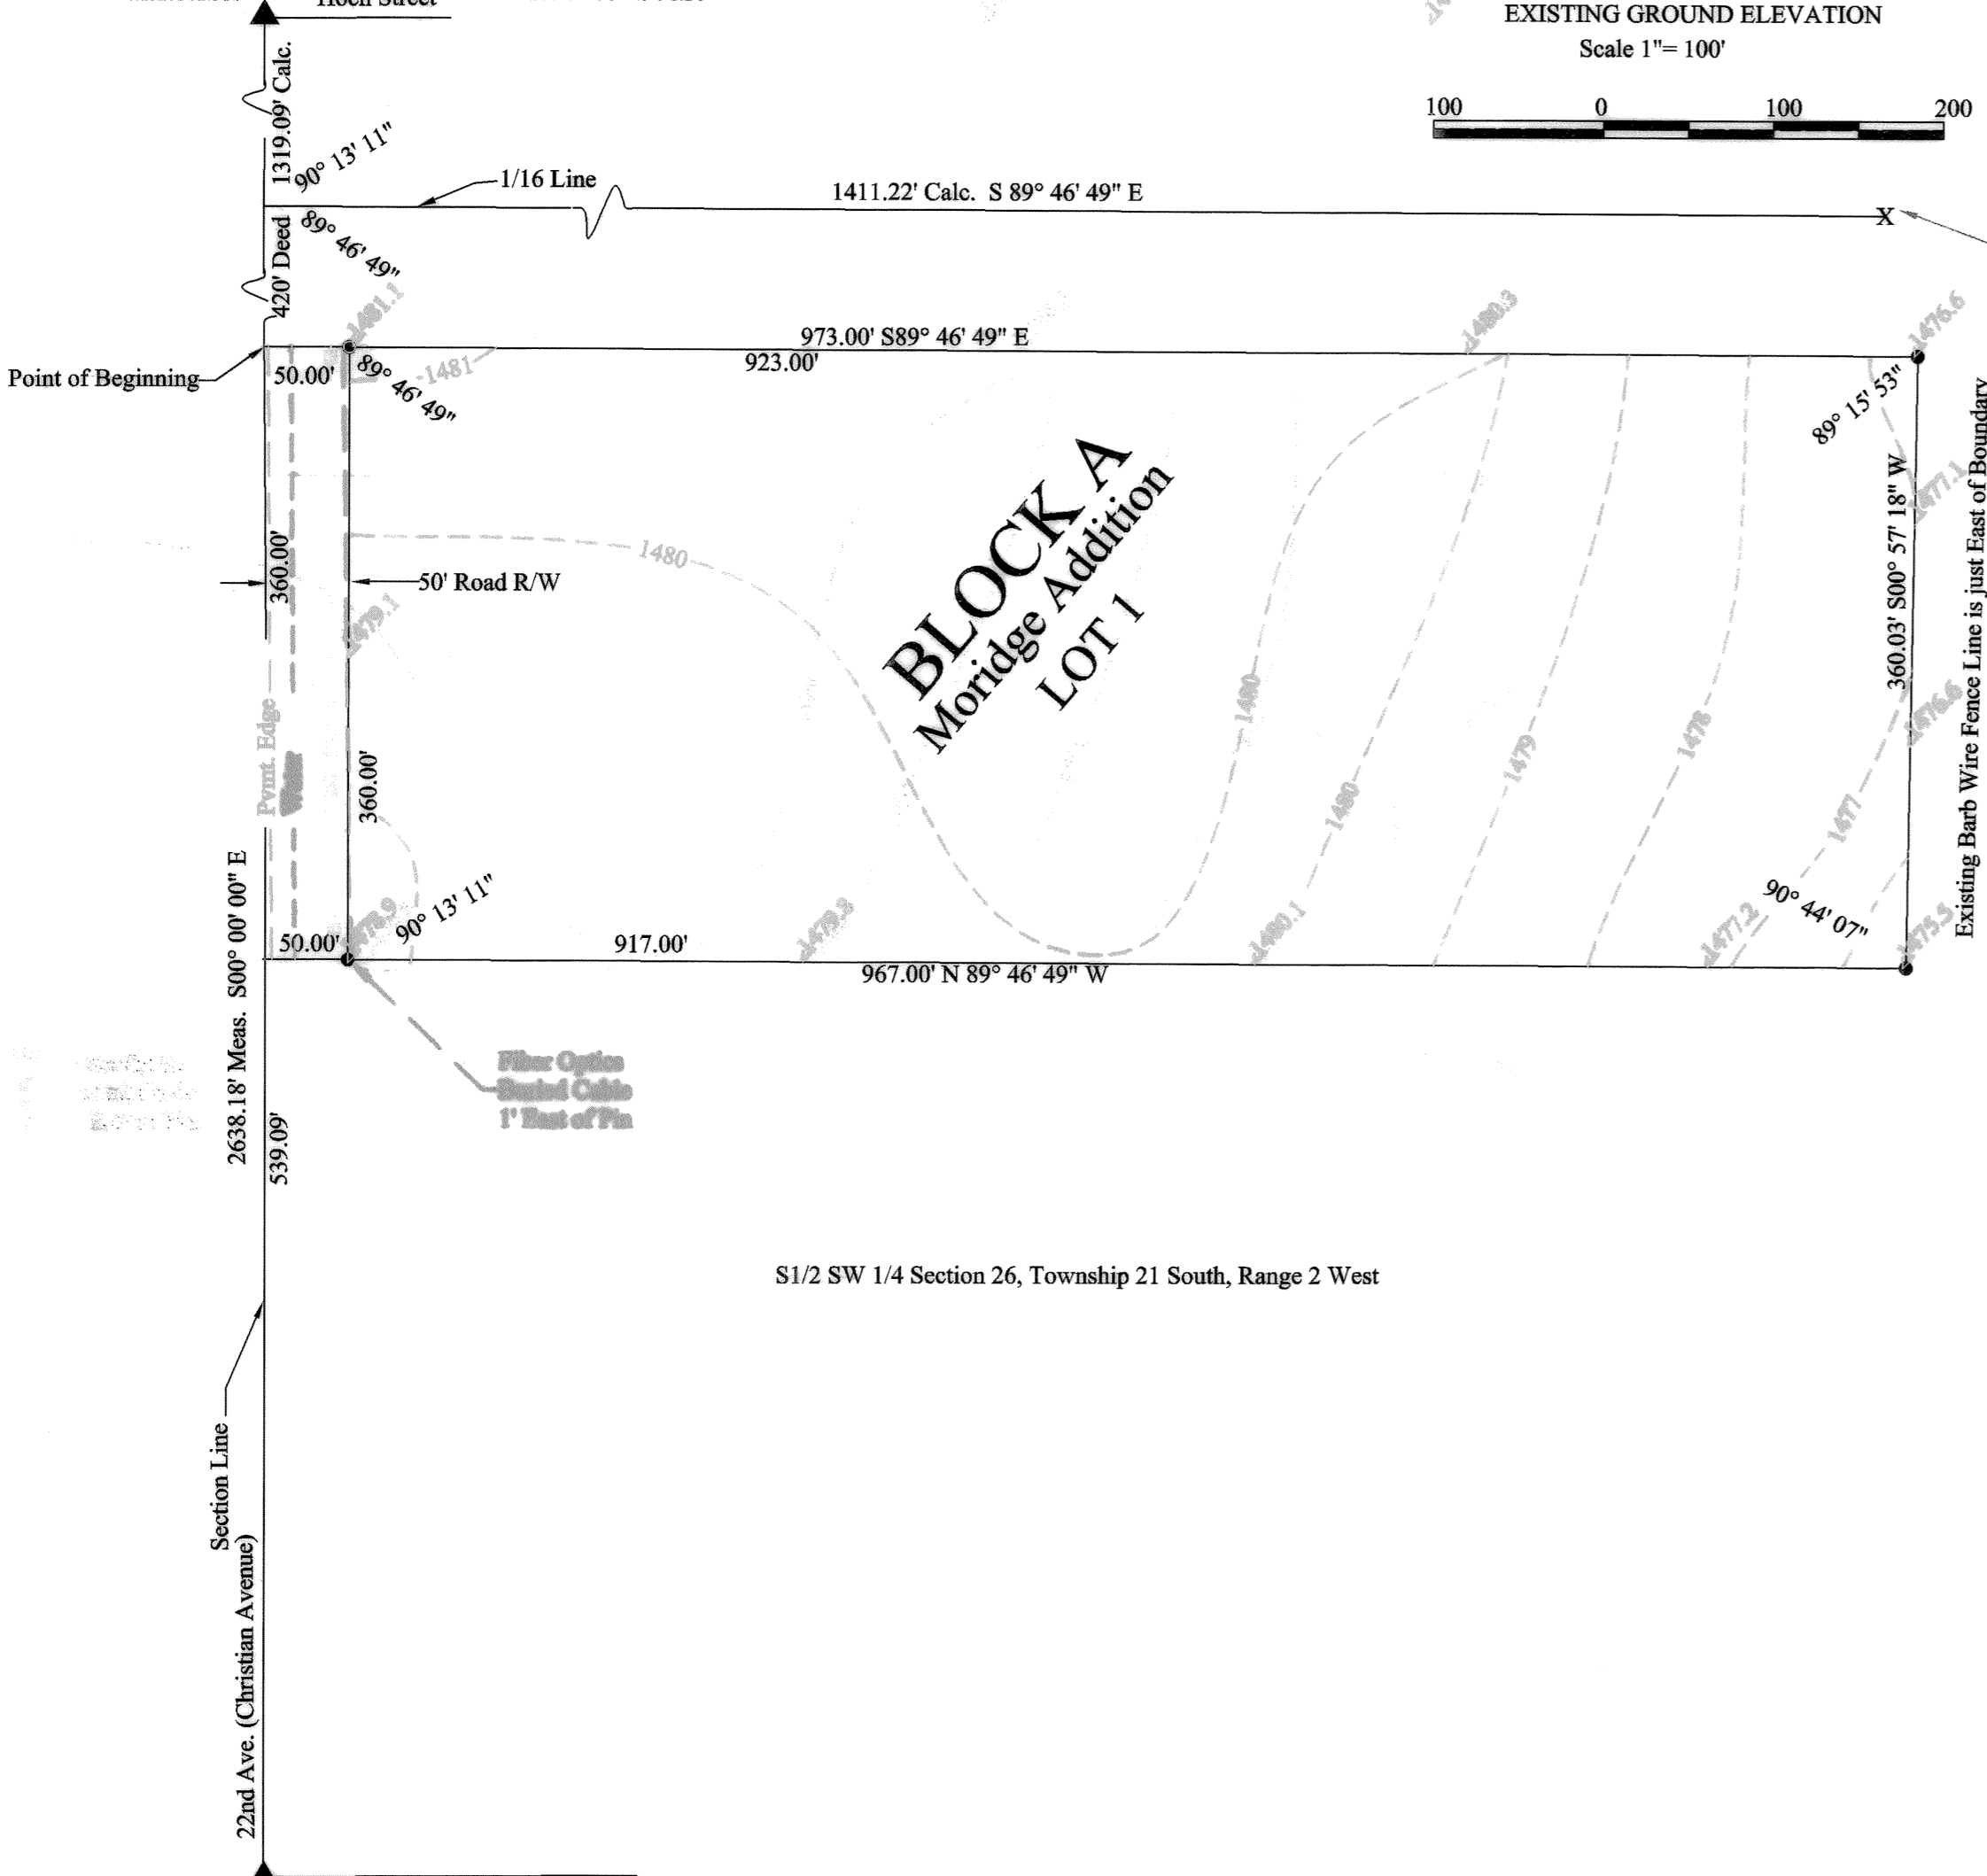 Hoch Street
EXISTING GROUND ELEVATION
Scale 1"= 100'
100 0 100 200
1319.09' Calc.
90° 13' 11"
1/16 Line
1411.22' Calc. S 89° 46' 49" E
X
420' Deed
89° 46' 49"
1481.1
1480.3
1476.6
973.00' S89° 46' 49" E
923.00'
Point of Beginning
50.00'
89° 46' 49"
1481
89° 15' 53"
BLOCK A
Moridge Addition
LOT 1
1477.1
360.03' S00° 57' 18" W
Existing Barb Wire Fence Line is just East of Boundary
360.00'
1480
50' Road R/W
1479.1
1480
1480
1479
1478
1476.6
1477
Pvmt. Edge
Water
360.00'
90° 44' 07"
1478.9
90° 13' 11"
1479.3
1480.1
1477.2
1475.5
50.00'
917.00'
967.00' N 89° 46' 49" W
2638.18' Meas. S00° 00' 00" E
539.09'
Fiber Optics
Buried Cable
1' East of Pin
S1/2 SW 1/4 Section 26, Township 21 South, Range 2 West
Section Line
22nd Ave. (Christian Avenue)